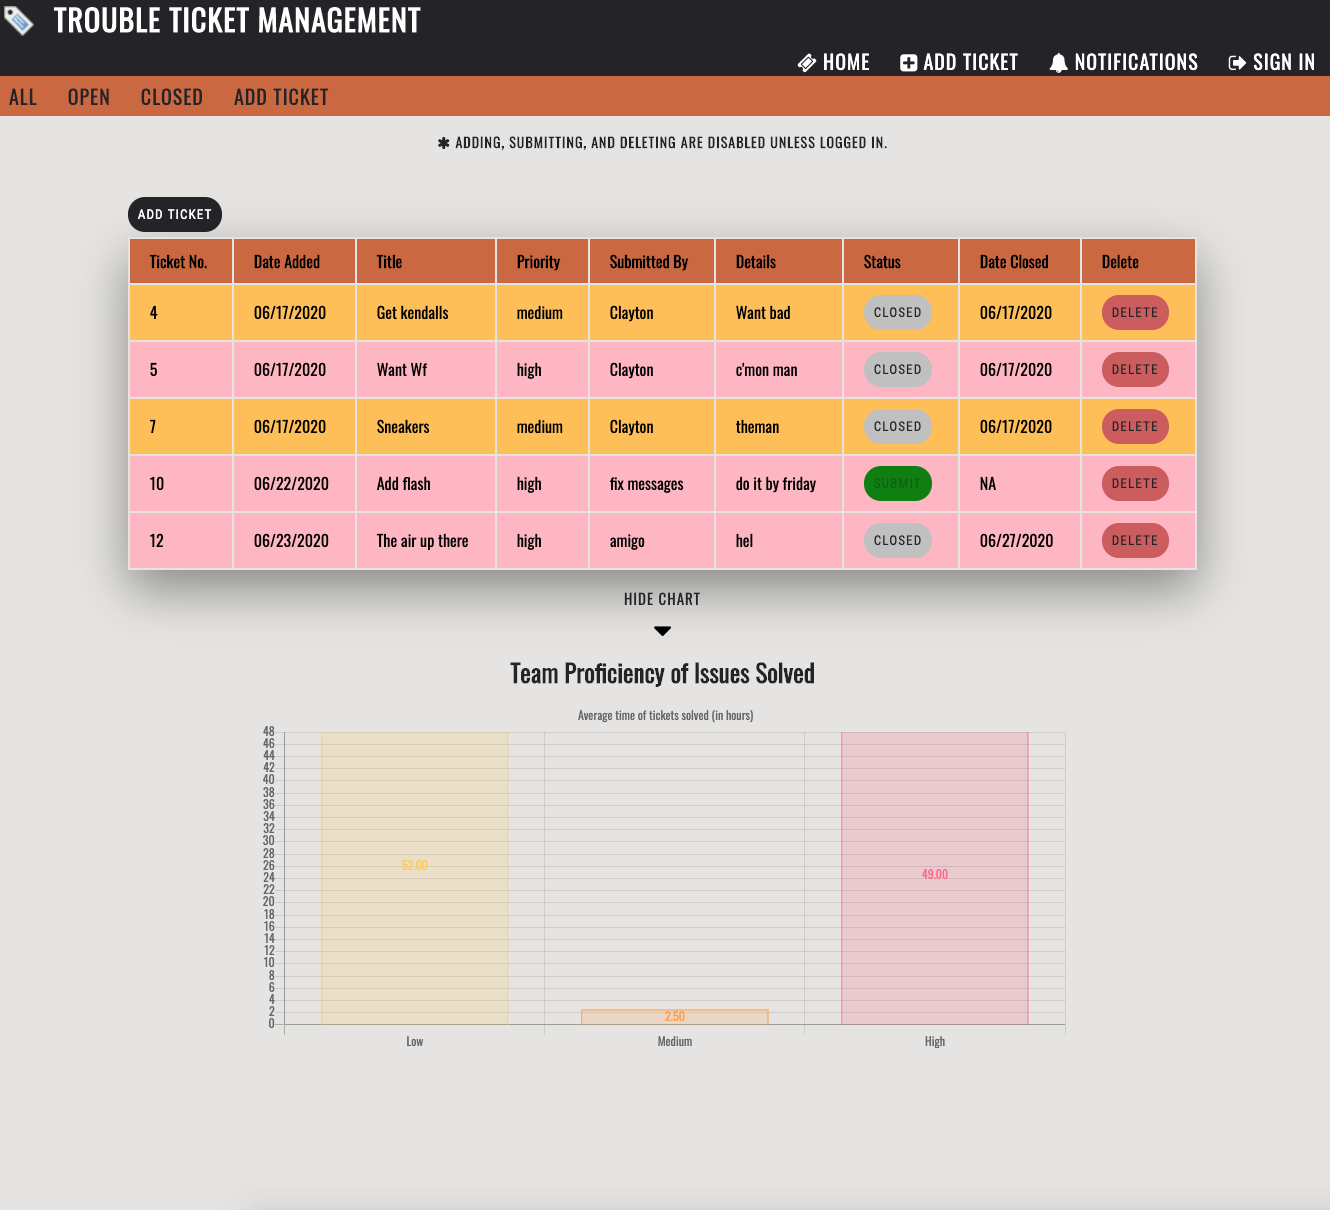 TROUBLE TICKET MANAGEMENT
HOME ADD TICKET NOTIFICATIONS SIGN IN
ALL OPEN CLOSED ADD TICKET
✱ ADDING, SUBMITTING, AND DELETING ARE DISABLED UNLESS LOGGED IN.
ADD TICKET
Ticket No. Date Added Title Priority Submitted By Details Status Date Closed Delete
4 06/17/2020 Get kendalls medium Clayton Want bad CLOSED 06/17/2020 DELETE
5 06/17/2020 Want Wf high Clayton c'mon man CLOSED 06/17/2020 DELETE
7 06/17/2020 Sneakers medium Clayton theman CLOSED 06/17/2020 DELETE
10 06/22/2020 Add flash high fix messages do it by friday SUBMIT NA DELETE
12 06/23/2020 The air up there high amigo hel CLOSED 06/27/2020 DELETE
HIDE CHART
Team Proficiency of Issues Solved
Average time of tickets solved (in hours)
48
46
44
42
40
38
36
34
32
30
28
26
24
22
20
18
16
14
12
10
8
6
4
2
0
52.00
49.00
2.50
Low Medium High